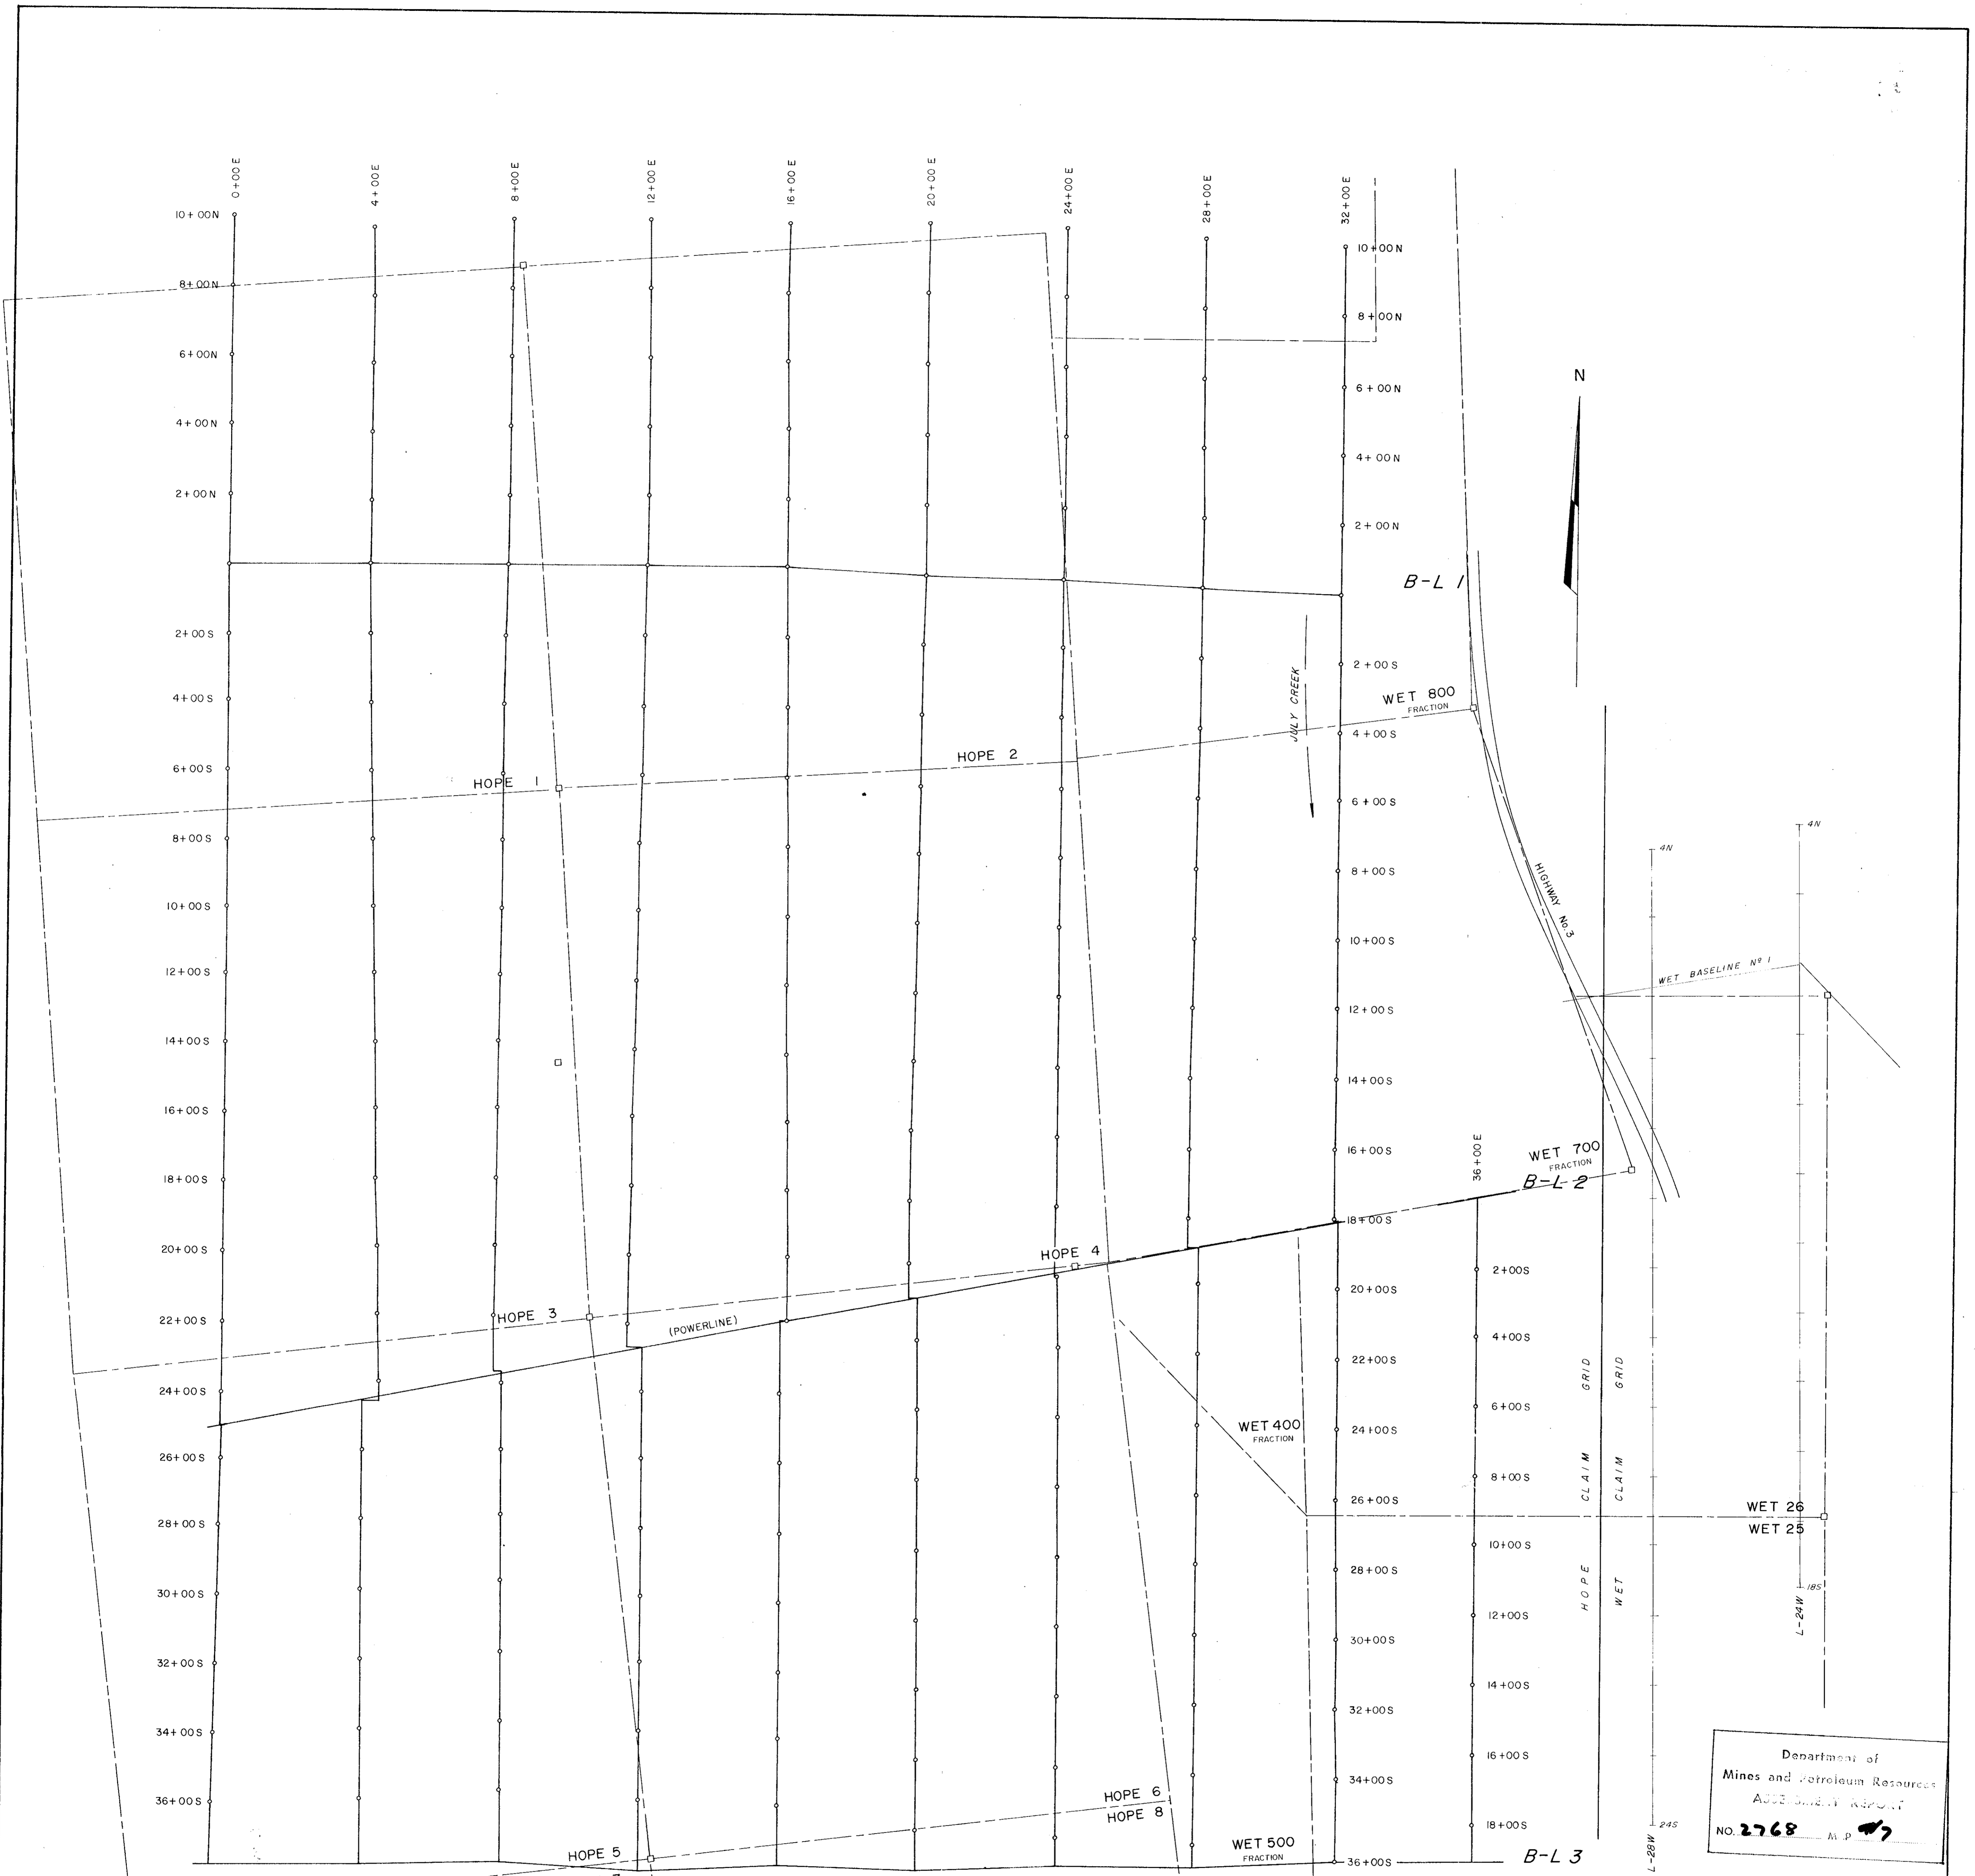 0+00E
4+00E
8+00E
12+00E
16+00E
20+00E
24+00E
28+00E
32+00E
10+00N
8+00N
6+00N
4+00N
2+00N
2+00S
4+00S
6+00S
8+00S
10+00S
12+00S
14+00S
16+00S
18+00S
20+00S
22+00S
24+00S
26+00S
28+00S
30+00S
32+00S
34+00S
36+00S
10+00N
8+00N
6+00N
4+00N
2+00N
B-L 1
2+00S
4+00S
6+00S
8+00S
10+00S
12+00S
14+00S
16+00S
18+00S
20+00S
22+00S
24+00S
26+00S
28+00S
30+00S
32+00S
34+00S
36+00S
N
JULY CREEK
WET 800
FRACTION
HOPE 1
HOPE 2
HIGHWAY No.3
4N
4N
WET BASELINE Nº 1
36+00E
WET 700
FRACTION
B-L 2
HOPE 3
HOPE 4
(POWERLINE)
2+00S
4+00S
6+00S
8+00S
10+00S
12+00S
14+00S
16+00S
18+00S
WET 400
FRACTION
HOPE CLAIM GRID
WET CLAIM GRID
WET 26
WET 25
18S
L-24W
24S
L-28W
HOPE 5
HOPE 6
HOPE 8
WET 500
FRACTION
B-L 3
Department of
Mines and Petroleum Resources
ASSESSMENT REPORT
NO. 2768 MAP #7